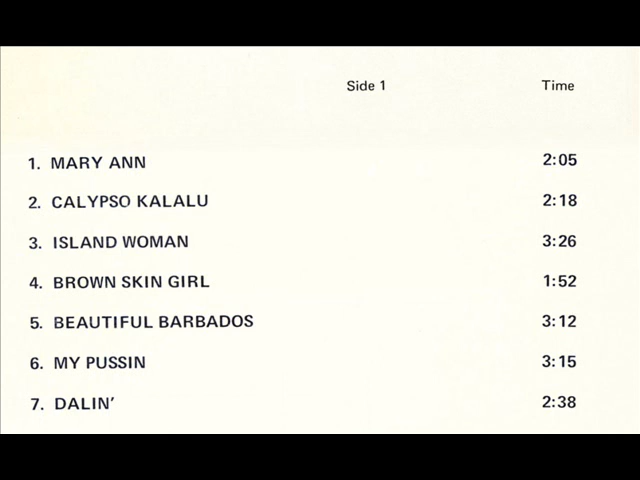 Side 1 Time
1. MARY ANN 2:05
2. CALYPSO KALALU 2:18
3. ISLAND WOMAN 3:26
4. BROWN SKIN GIRL 1:52
5. BEAUTIFUL BARBADOS 3:12
6. MY PUSSIN 3:15
7. DALIN' 2:38